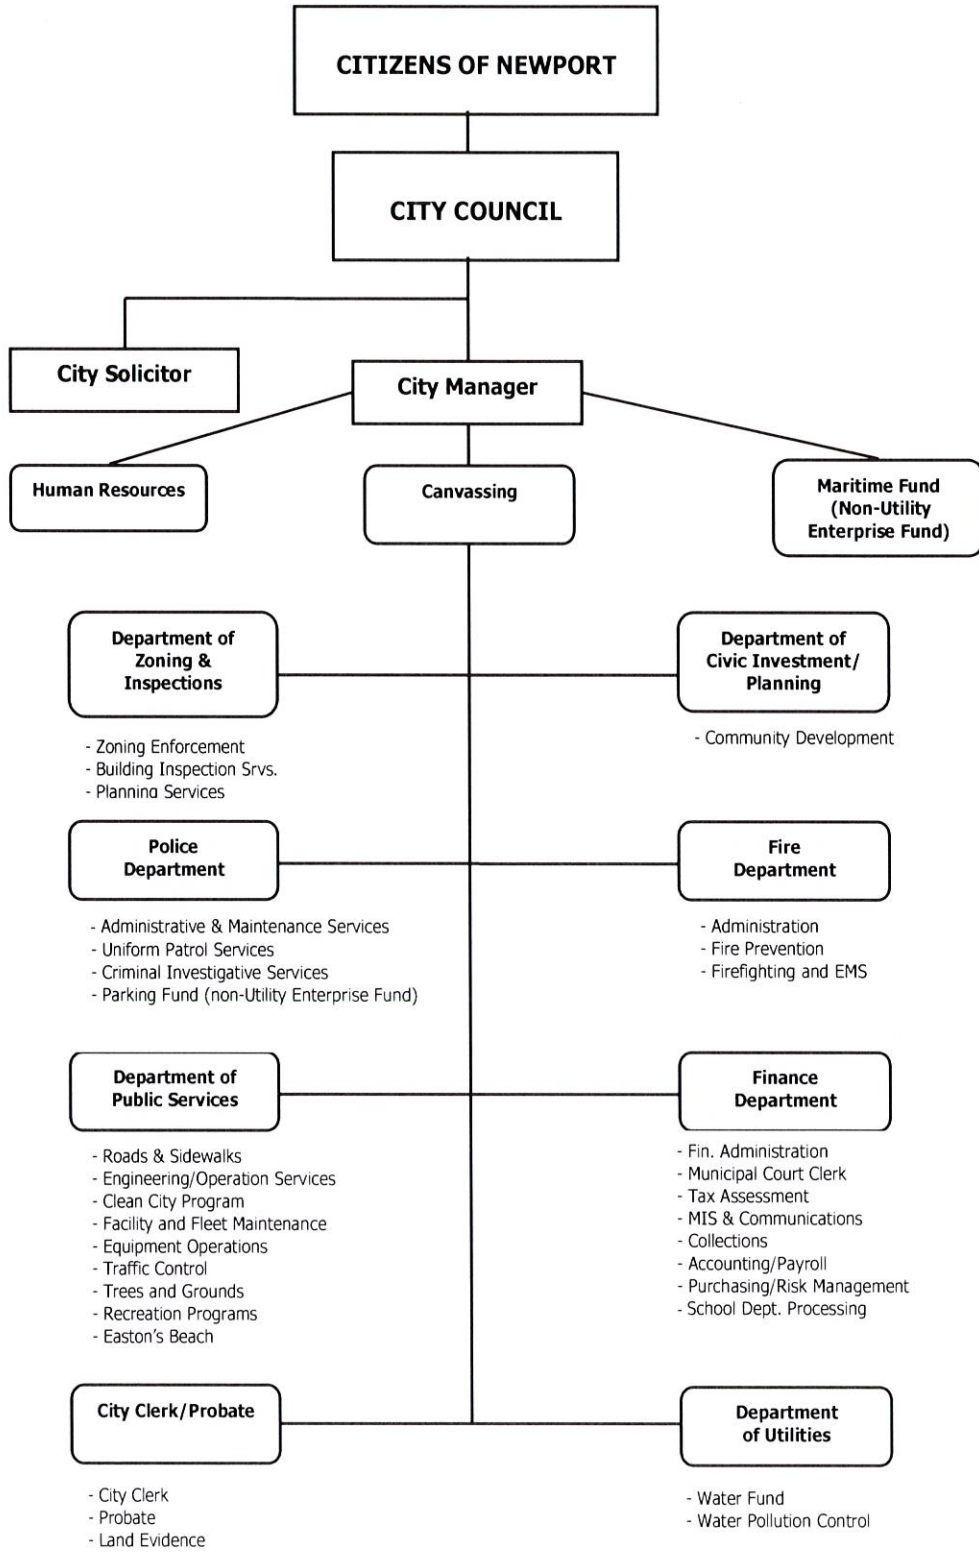 CITIZENS OF NEWPORT
CITY COUNCIL
City Solicitor
City Manager
Human Resources
Canvassing
Maritime Fund
(Non-Utility
Enterprise Fund)
Department of
Zoning &
Inspections
- Zoning Enforcement
- Building Inspection Srvs.
- Planning Services
Department of
Civic Investment/
Planning
- Community Development
Police
Department
- Administrative & Maintenance Services
- Uniform Patrol Services
- Criminal Investigative Services
- Parking Fund (non-Utility Enterprise Fund)
Fire
Department
- Administration
- Fire Prevention
- Firefighting and EMS
Department of
Public Services
- Roads & Sidewalks
- Engineering/Operation Services
- Clean City Program
- Facility and Fleet Maintenance
- Equipment Operations
- Traffic Control
- Trees and Grounds
- Recreation Programs
- Easton's Beach
Finance
Department
- Fin. Administration
- Municipal Court Clerk
- Tax Assessment
- MIS & Communications
- Collections
- Accounting/Payroll
- Purchasing/Risk Management
- School Dept. Processing
City Clerk/Probate
- City Clerk
- Probate
- Land Evidence
Department
of Utilities
- Water Fund
- Water Pollution Control